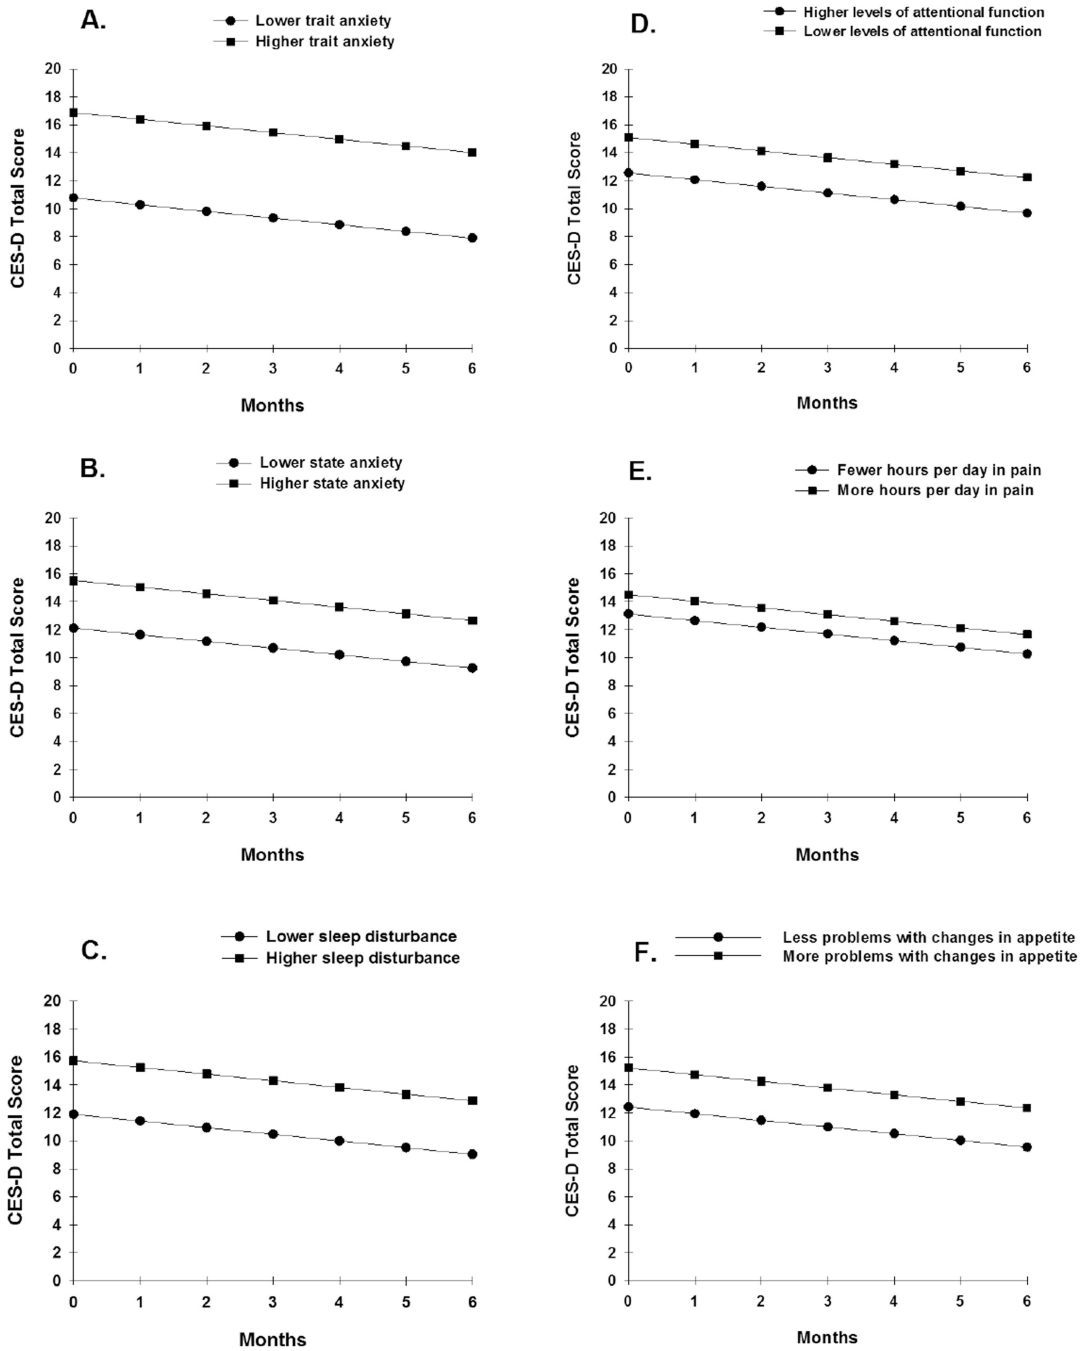 A.
Lower trait anxiety
Higher trait anxiety
CES-D Total Score
20
18
16
14
12
10
8
6
4
2
0
0 1 2 3 4 5 6
Months
D.
Higher levels of attentional function
Lower levels of attentional function
CES-D Total Score
20
18
16
14
12
10
8
6
4
2
0
0 1 2 3 4 5 6
Months
B.
Lower state anxiety
Higher state anxiety
CES-D Total Score
20
18
16
14
12
10
8
6
4
2
0
0 1 2 3 4 5 6
Months
E.
Fewer hours per day in pain
More hours per day in pain
CES-D Total Score
20
18
16
14
12
10
8
6
4
2
0
0 1 2 3 4 5 6
Months
C.
Lower sleep disturbance
Higher sleep disturbance
CES-D Total Score
20
18
16
14
12
10
8
6
4
2
0
0 1 2 3 4 5 6
Months
F.
Less problems with changes in appetite
More problems with changes in appetite
CES-D Total Score
20
18
16
14
12
10
8
6
4
2
0
0 1 2 3 4 5 6
Months